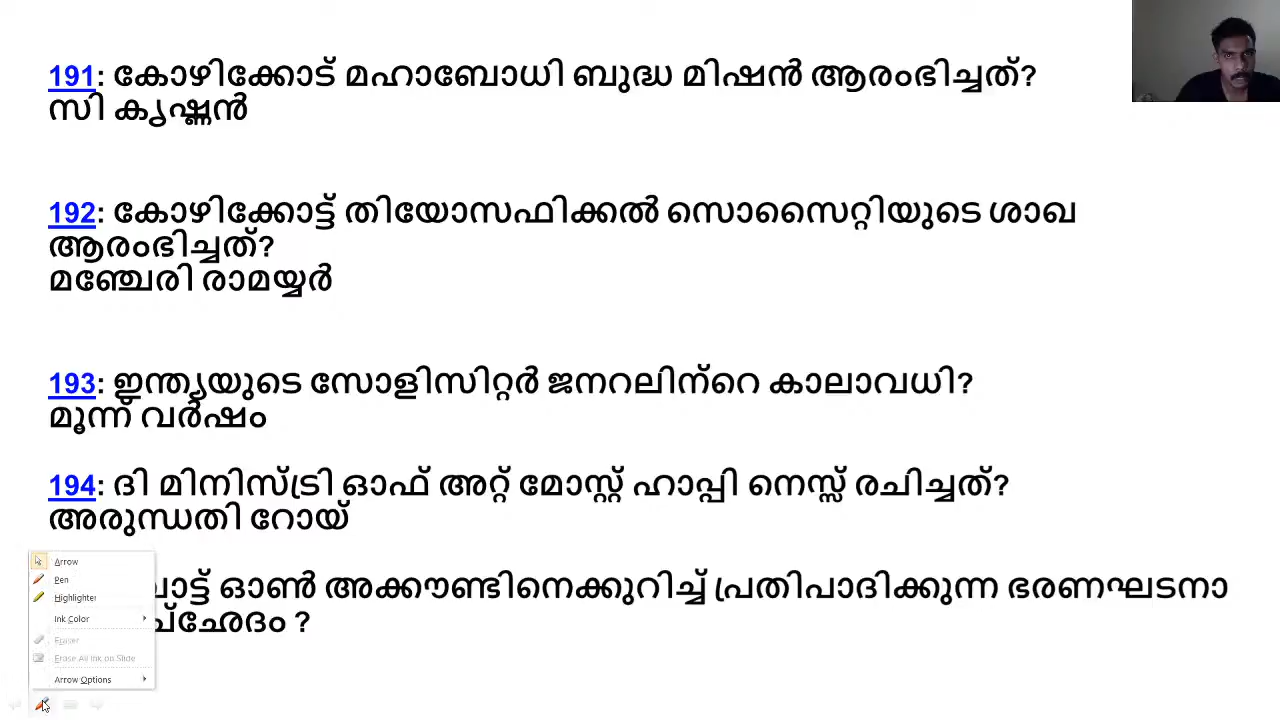 191: കോഴിക്കോട് മഹാബോധി ബുദ്ധ മിഷൻ ആരംഭിച്ചത്?
സി കൃഷ്ണൻ
192: കോഴിക്കോട്ട് തിയോസഫിക്കൽ സൊസൈറ്റിയുടെ ശാഖ
ആരംഭിച്ചത്?
മഞ്ചേരി രാമയ്യർ
193: ഇന്ത്യയുടെ സോളിസിറ്റർ ജനറലിന്റെ കാലാവധി?
മൂന്ന് വർഷം
194: ദി മിനിസ്ട്രി ഓഫ് അറ്റ് മോസ്റ്റ് ഹാപ്പി നെസ്സ് രചിച്ചത്?
അരുന്ധതി റോയ്
ഓൺ അക്കൗണ്ടിനെക്കുറിച്ച് പ്രതിപാദിക്കുന്ന ഭരണഘടനാ
?
Arrow
Pen
Highlighter
Ink Color
Eraser
Erase All Ink on Slide
Arrow Options